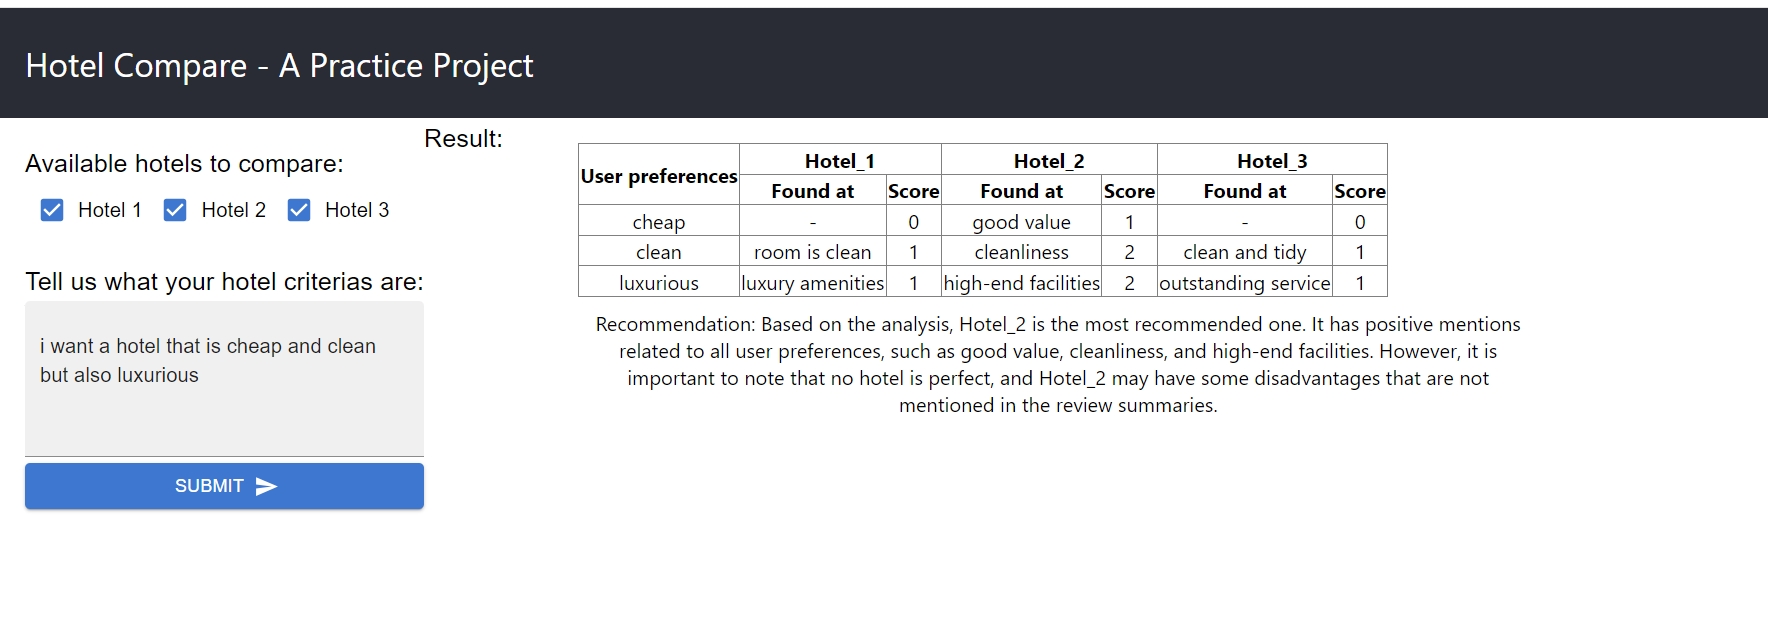 Hotel Compare - A Practice Project
Available hotels to compare:
Hotel 1 Hotel 2 Hotel 3
Tell us what your hotel criterias are:
i want a hotel that is cheap and clean
but also luxurious
SUBMIT
Result:
User preferences Hotel_1 Hotel_2 Hotel_3
Found at Score Found at Score Found at Score
cheap - 0 good value 1 - 0
clean room is clean 1 cleanliness 2 clean and tidy 1
luxurious luxury amenities 1 high-end facilities 2 outstanding service 1
Recommendation: Based on the analysis, Hotel_2 is the most recommended one. It has positive mentions
related to all user preferences, such as good value, cleanliness, and high-end facilities. However, it is
important to note that no hotel is perfect, and Hotel_2 may have some disadvantages that are not
mentioned in the review summaries.